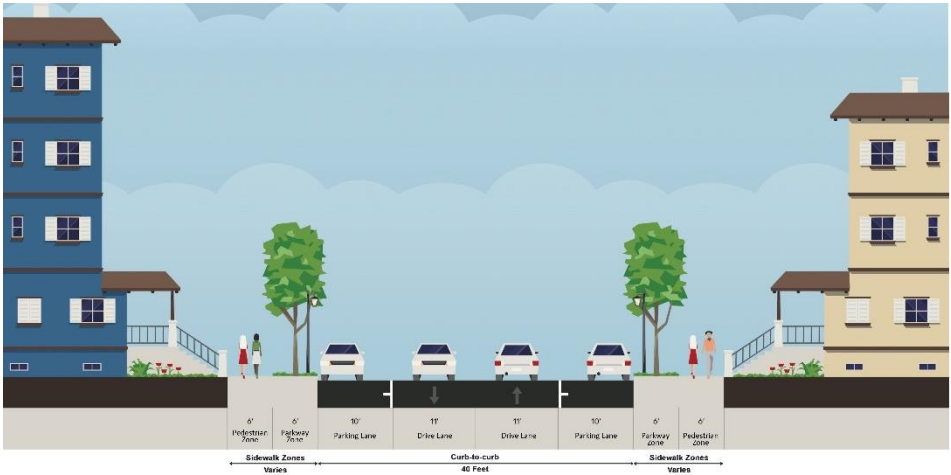 6'
Pedestrian
Zone
6'
Parkway
Zone
10'
Parking Lane
11'
Drive Lane
11'
Drive Lane
10'
Parking Lane
6'
Parkway
Zone
6'
Pedestrian
Zone
Sidewalk Zones
Varies
Curb-to-curb
40 Feet
Sidewalk Zones
Varies